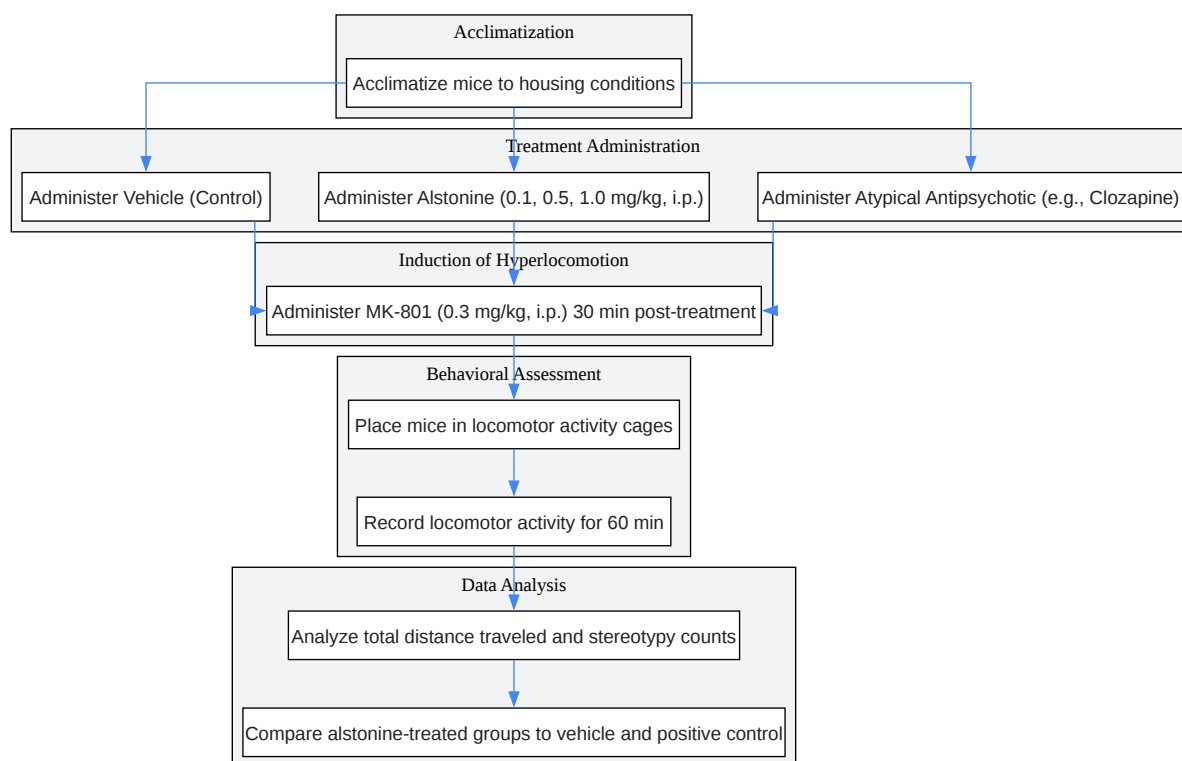 Acclimatization
Acclimatize mice to housing conditions
Treatment Administration
Administer Vehicle (Control)
Administer Alstonine (0.1, 0.5, 1.0 mg/kg, i.p.)
Administer Atypical Antipsychotic (e.g., Clozapine)
Induction of Hyperlocomotion
Administer MK-801 (0.3 mg/kg, i.p.) 30 min post-treatment
Behavioral Assessment
Place mice in locomotor activity cages
Record locomotor activity for 60 min
Data Analysis
Analyze total distance traveled and stereotypy counts
Compare alstonine-treated groups to vehicle and positive control